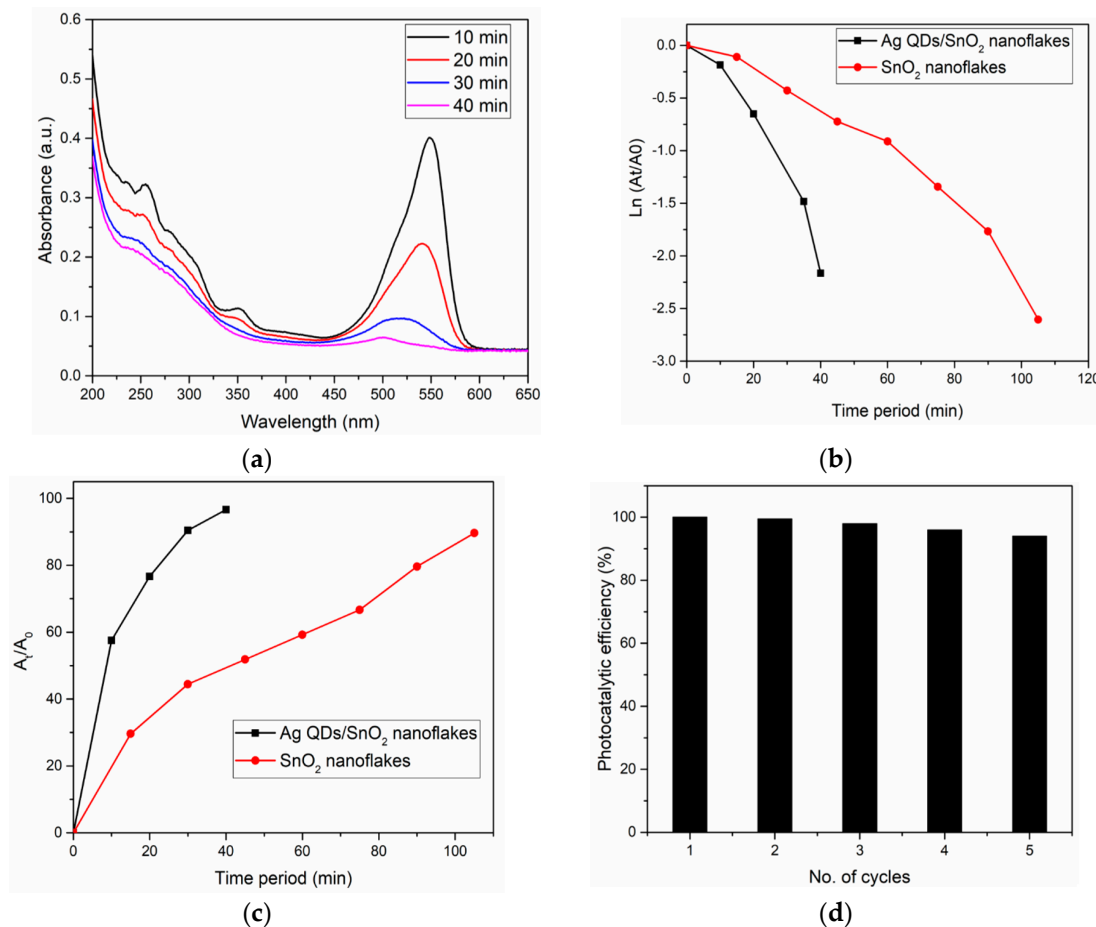 0.6
0.5
0.4
0.3
0.2
0.1
0.0
Absorbance (a.u.)
10 min
20 min
30 min
40 min
200 250 300 350 400 450 500 550 600 650
Wavelength (nm)
(a)
0.0
-0.5
-1.0
-1.5
-2.0
-2.5
-3.0
Ln (At/A0)
Ag QDs/SnO₂ nanoflakes
SnO₂ nanoflakes
0 20 40 60 80 100 120
Time period (min)
(b)
100
80
60
40
20
0
Aₜ/A₀
Ag QDs/SnO₂ nanoflakes
SnO₂ nanoflakes
0 20 40 60 80 100
Time period (min)
(c)
100
80
60
40
20
0
Photocatalytic efficiency (%)
1 2 3 4 5
No. of cycles
(d)